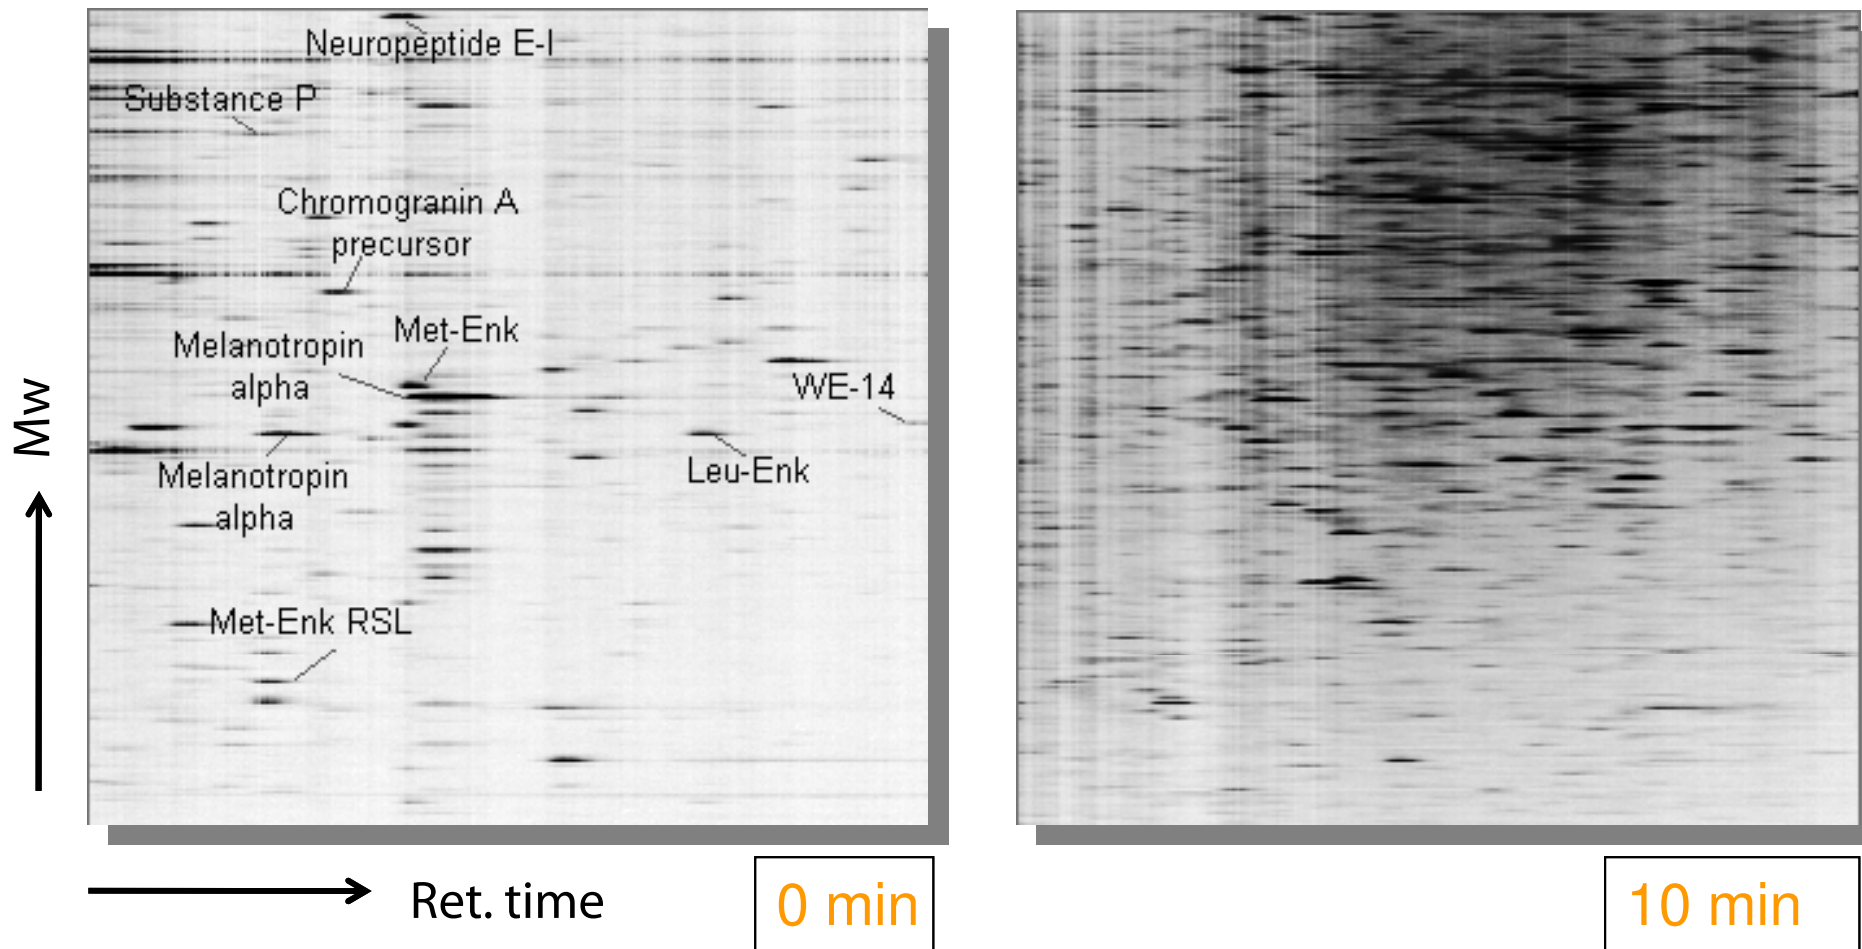 Neuropeptide E-I
Substance P
Chromogranin A
precursor
Met-Enk
Melanotropin
alpha
WE-14
Mw
Melanotropin
alpha
Leu-Enk
Met-Enk RSL
Ret. time
0 min
10 min